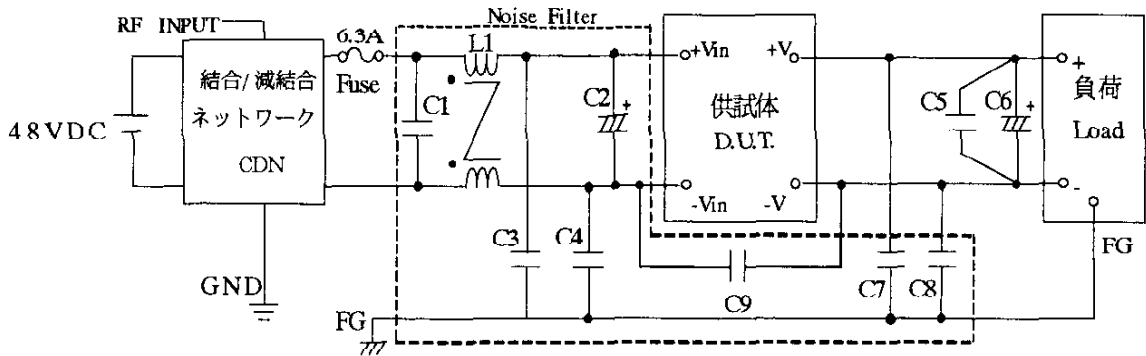 Noise Filter
RF INPUT
6.3A
Fuse
L1
+Vin
+V
結合/減結合
ネットワーク
CDN
C1
C2
+
供試体
D.U.T.
C5
C6
+
+
負荷
Load
48VDC
-Vin
-V
-
C3
C4
FG
GND
C9
C7
C8
FG